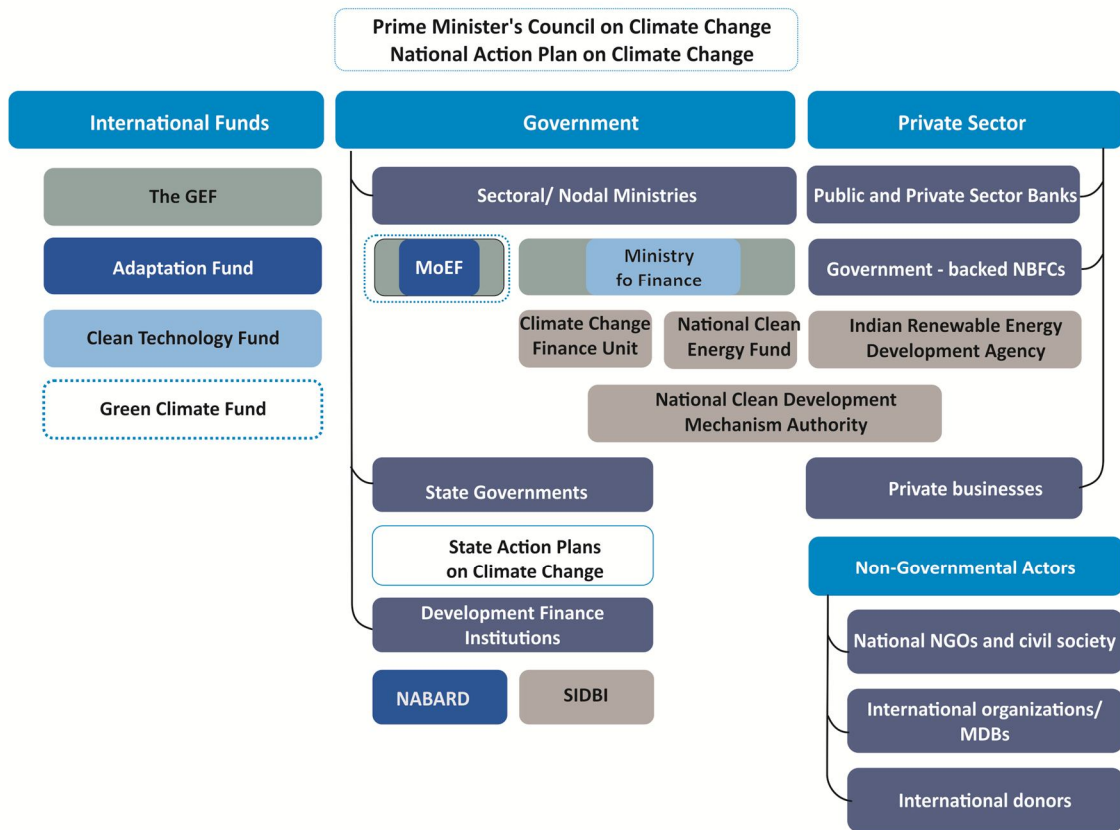 Prime Minister's Council on Climate Change
National Action Plan on Climate Change
International Funds
Government
Private Sector
The GEF
Adaptation Fund
Clean Technology Fund
Green Climate Fund
Sectoral/ Nodal Ministries
MoEF
Ministry
fo Finance
Climate Change
Finance Unit
National Clean
Energy Fund
National Clean Development
Mechanism Authority
State Governments
State Action Plans
on Climate Change
Development Finance
Institutions
NABARD
SIDBI
Public and Private Sector Banks
Government - backed NBFCs
Indian Renewable Energy
Development Agency
Private businesses
Non-Governmental Actors
National NGOs and civil society
International organizations/
MDBs
International donors